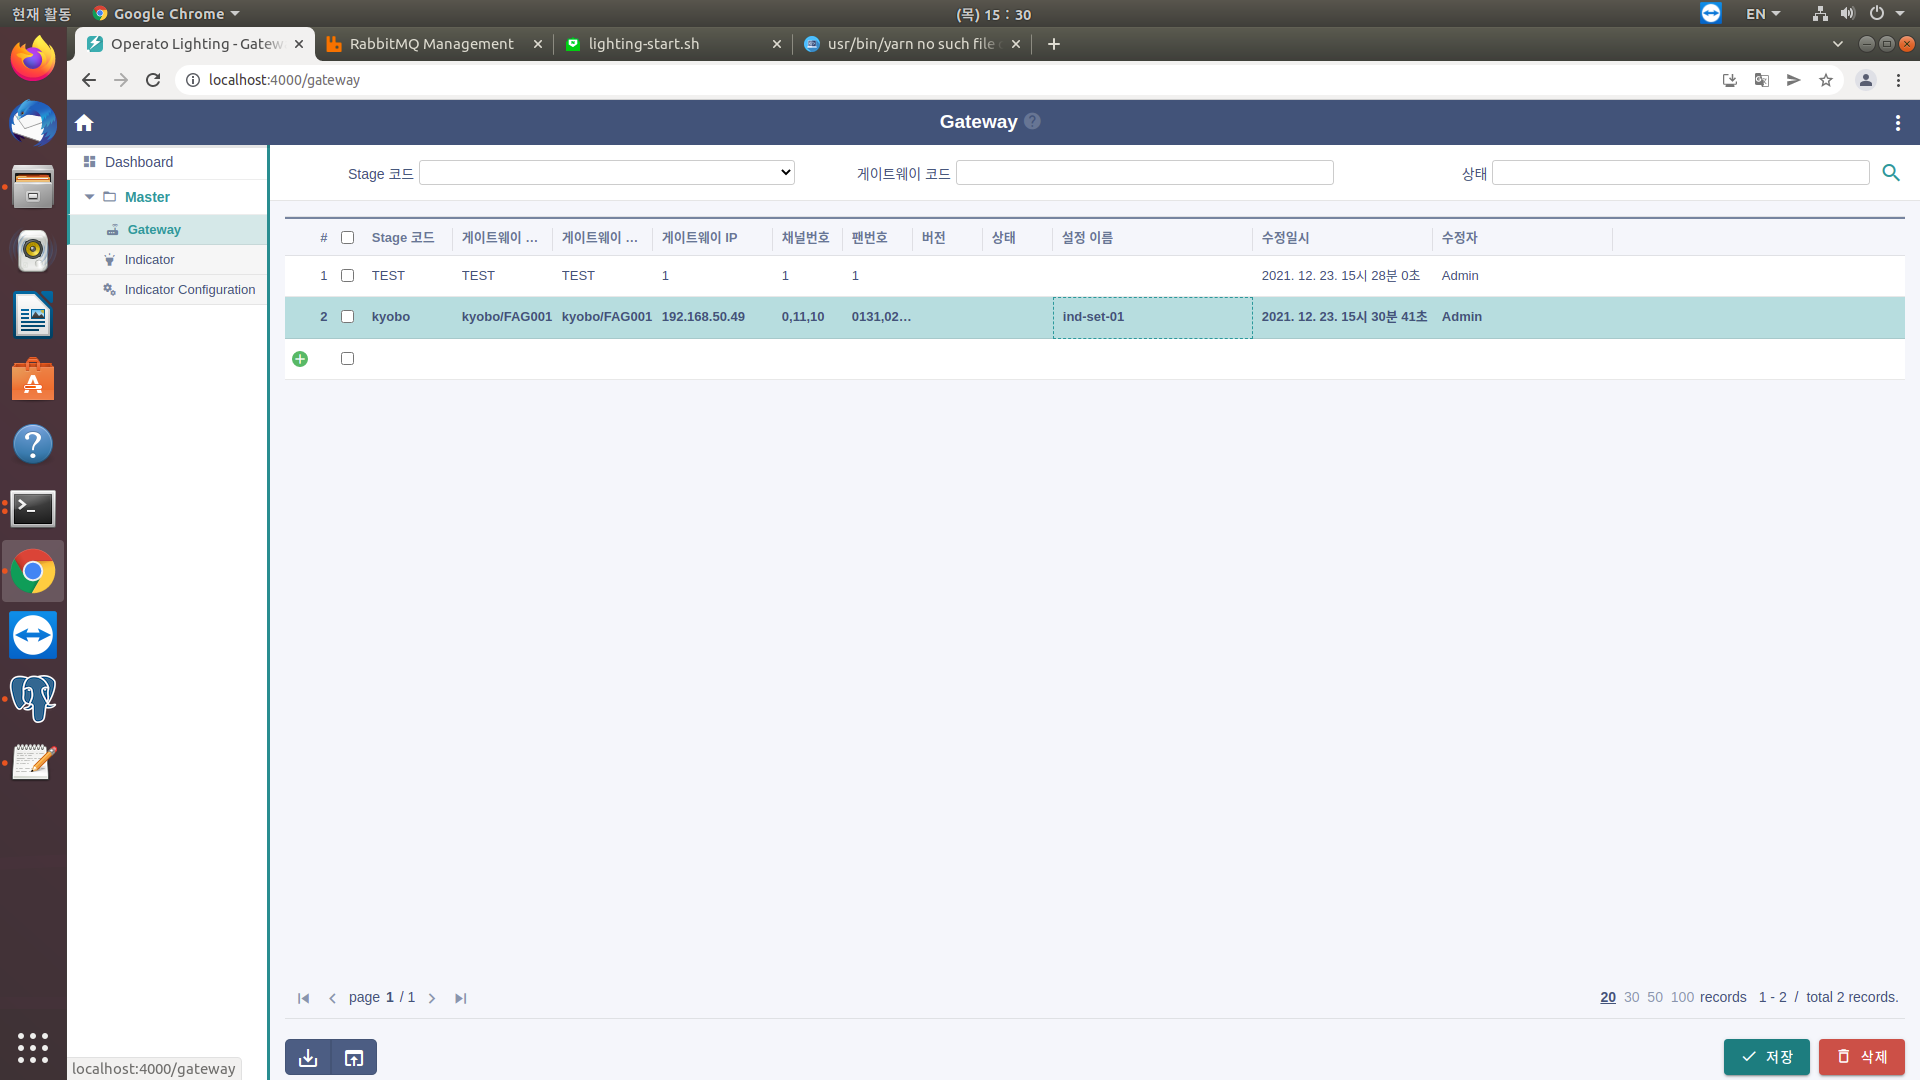 현재 활동 Google Chrome (목) 15 : 30 EN
Operato Lighting - Gatew RabbitMQ Management lighting-start.sh usr/bin/yarn no such file
localhost:4000/gateway
Gateway ?
Dashboard
Master
Gateway
Indicator
Indicator Configuration
Stage 코드 게이트웨이 코드 상태
# Stage 코드 게이트웨이 ... 게이트웨이 ... 게이트웨이 IP 채널번호 팬번호 버전 상태 설정 이름 수정일시 수정자
1 TEST TEST TEST 1 1 1 2021. 12. 23. 15시 28분 0초 Admin
2 kyobo kyobo/FAG001 kyobo/FAG001 192.168.50.49 0,11,10 0131,02... ind-set-01 2021. 12. 23. 15시 30분 41초 Admin
page 1 / 1 20 30 50 100 records 1 - 2 / total 2 records.
저장 삭제
localhost:4000/gateway